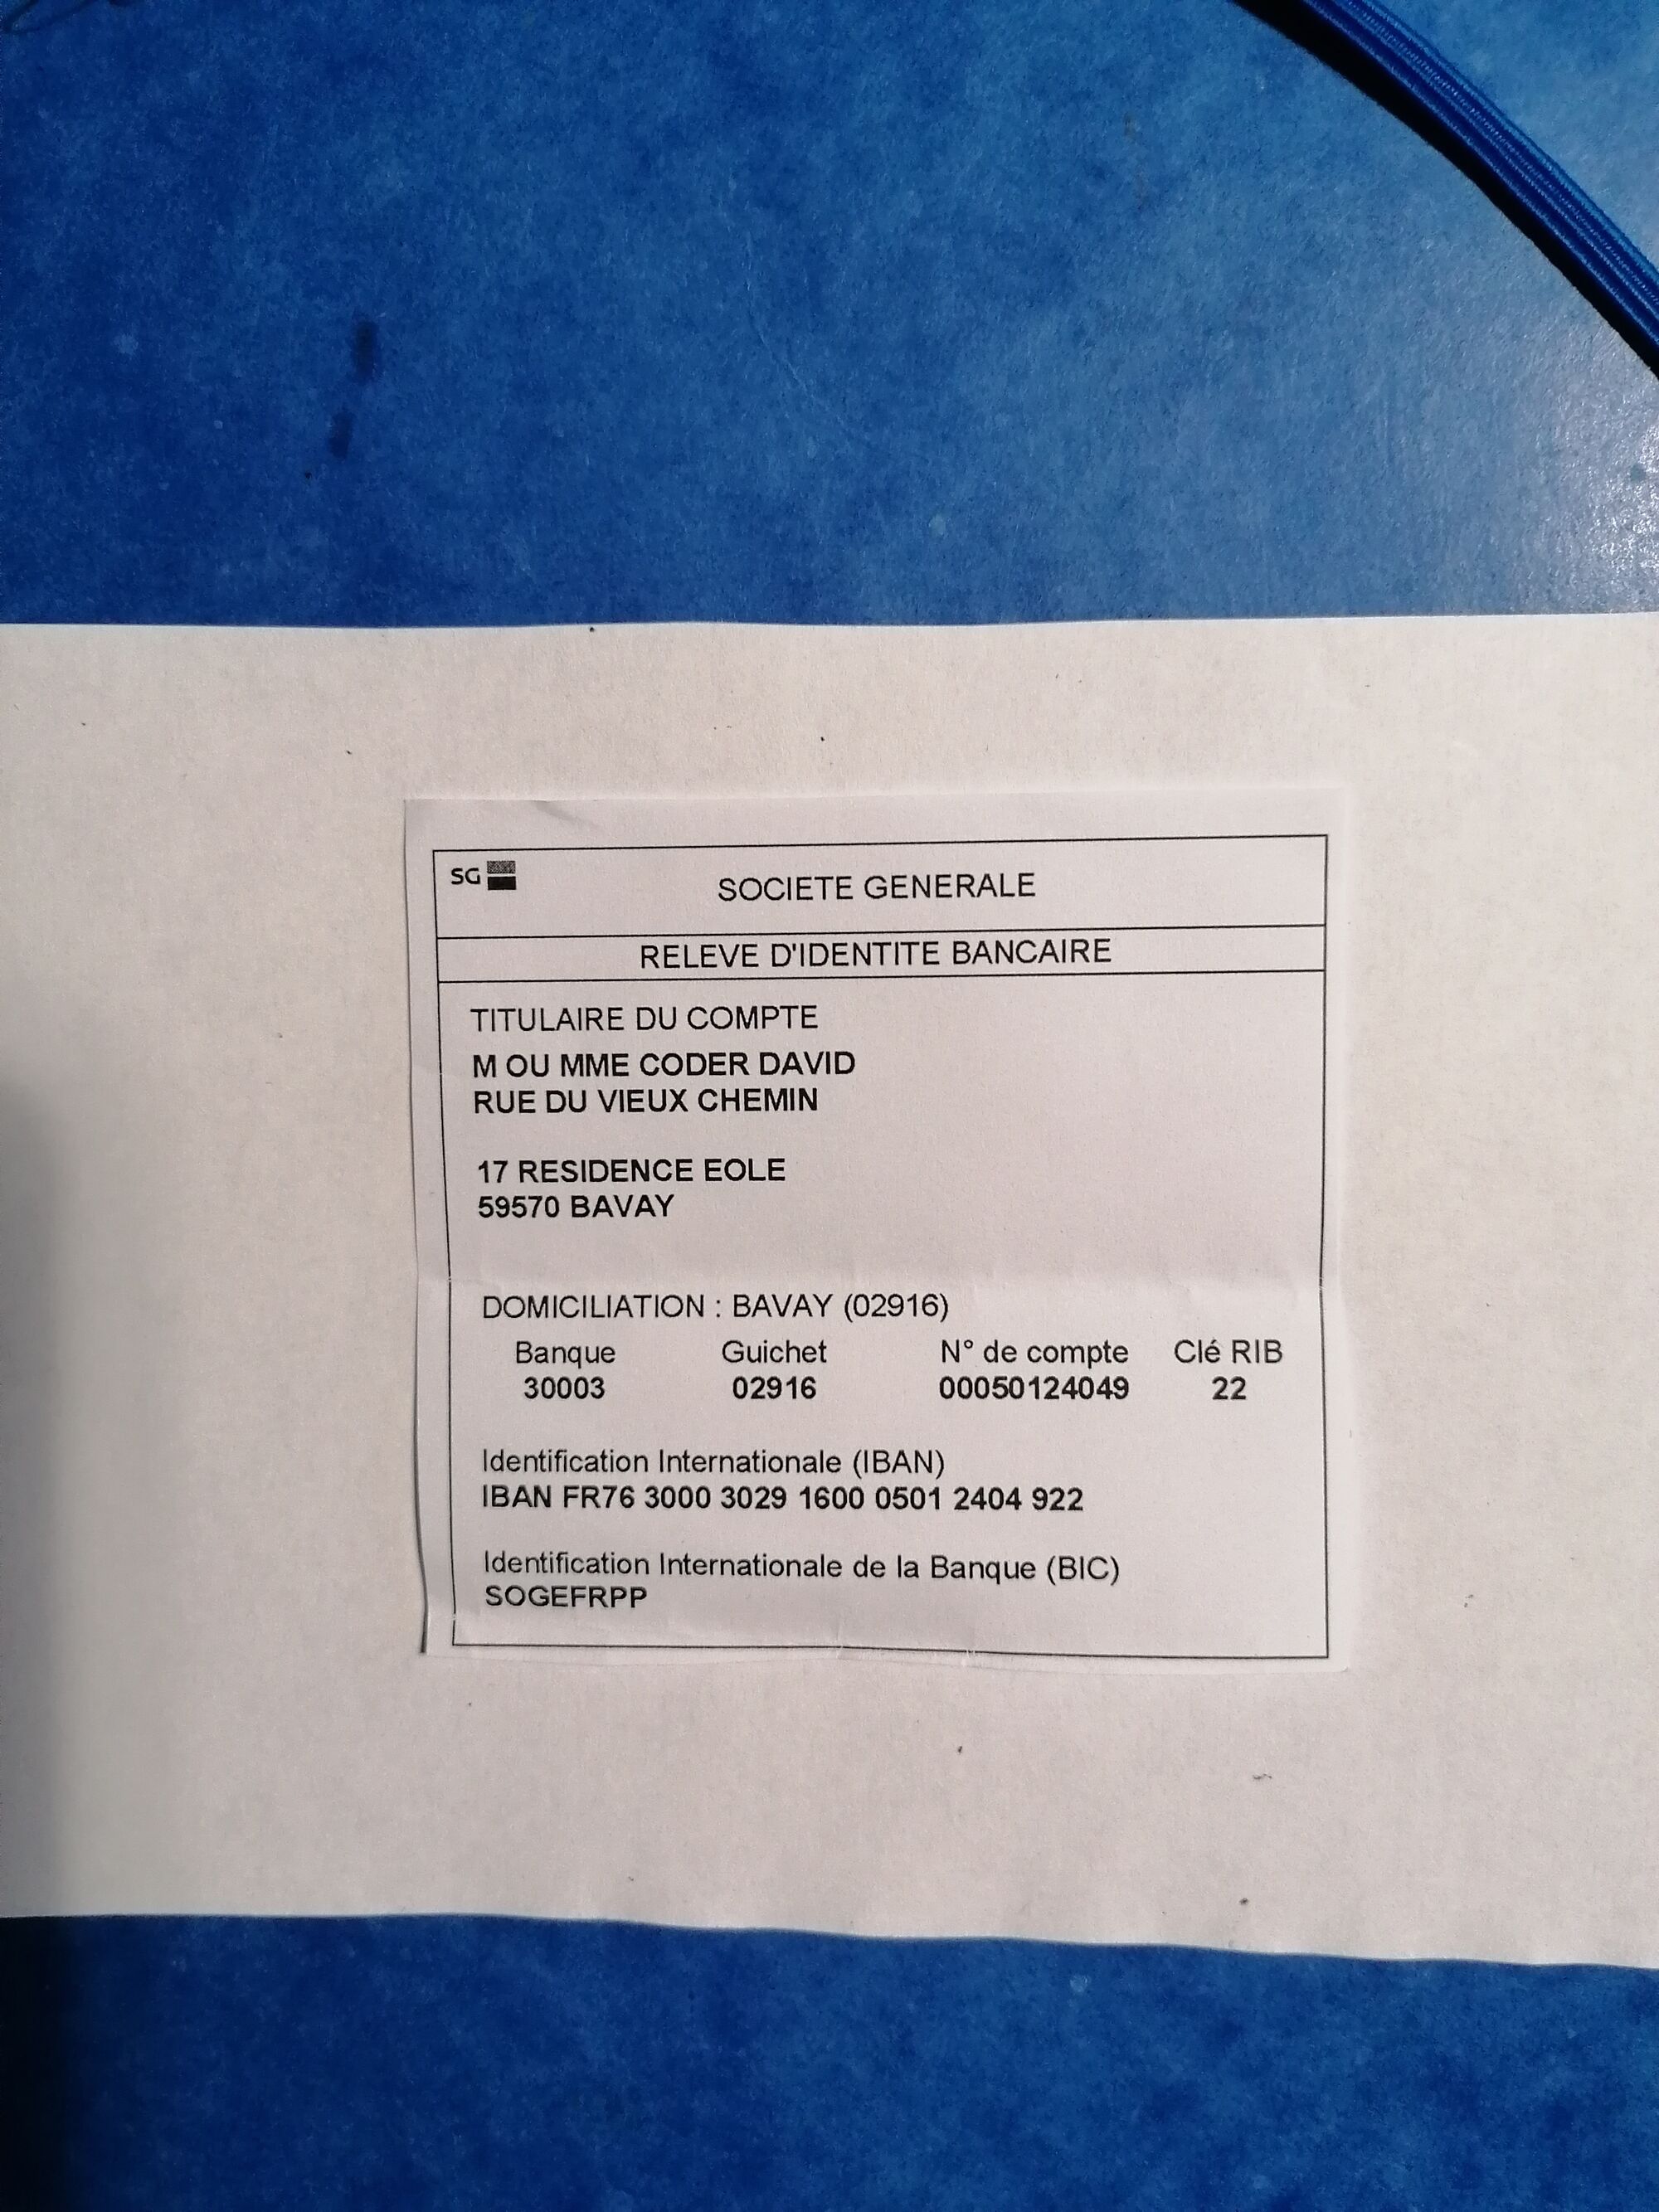 SG
SOCIETE GENERALE
RELEVE D'IDENTITE BANCAIRE
TITULAIRE DU COMPTE
M OU MME CODER DAVID
RUE DU VIEUX CHEMIN
17 RESIDENCE EOLE
59570 BAVAY
DOMICILIATION : BAVAY (02916)
Banque Guichet N° de compte Clé RIB
30003 02916 00050124049 22
Identification Internationale (IBAN)
IBAN FR76 3000 3029 1600 0501 2404 922
Identification Internationale de la Banque (BIC)
SOGEFRPP